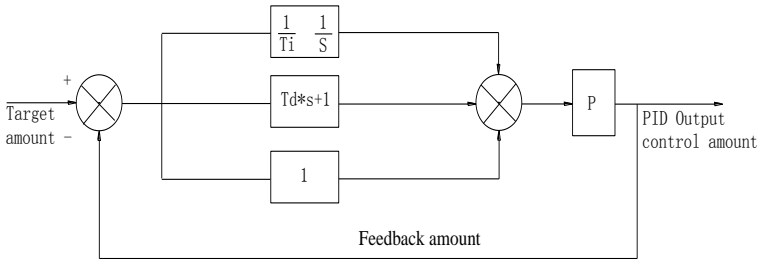 1 1
Ti S
+
Target
amount -
Td*s+1
P
PID Output
control amount
1
Feedback amount